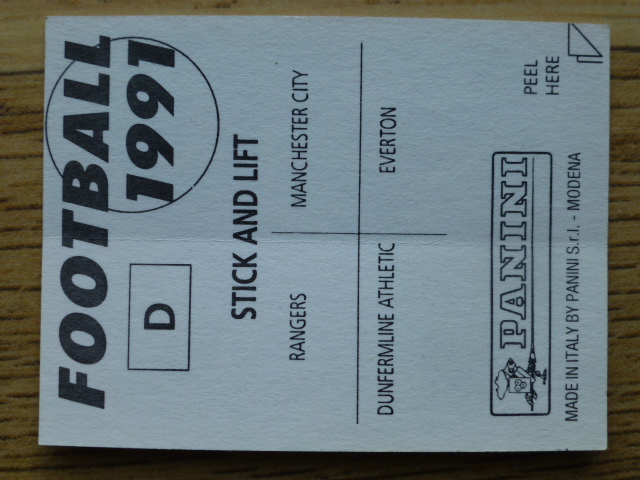 FOOTBALL
1991
D
STICK AND LIFT
RANGERS
MANCHESTER CITY
DUNFERMLINE ATHLETIC
EVERTON
PEEL
HERE
PANINI
MADE IN ITALY BY PANINI S.r.l. - MODENA